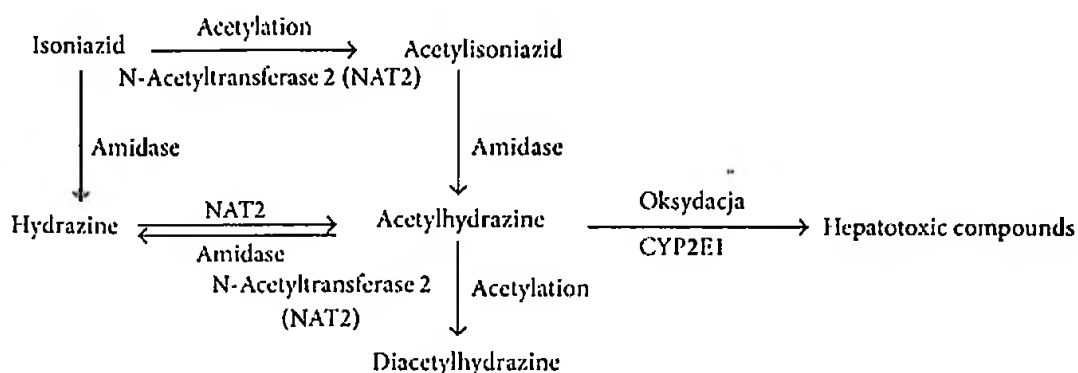 Acetylation
Isoniazid
Acetylisoniazid
N-Acetyltransferase 2 (NAT2)
Amidase
Amidase
NAT2
Oksydacja
Hydrazine
Acetylhydrazine
Hepatotoxic compounds
Amidase
CYP2E1
N-Acetyltransferase 2
Acetylation
(NAT2)
Diacetylhydrazine